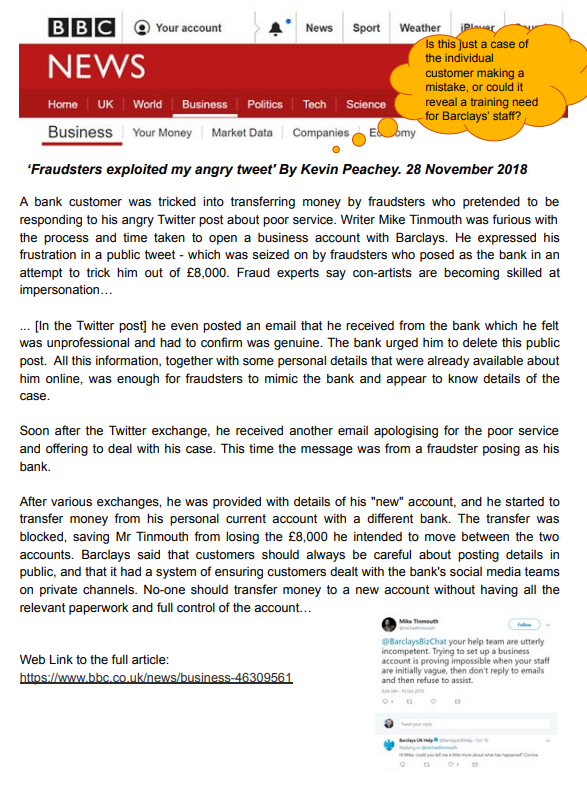 BBC Your account News Sport Weather
NEWS
Home UK World Business Politics Tech Science
Business Your Money Market Data Companies
Is this just a case of
the individual
customer making a
mistake, or could it
reveal a training need
for Barclays' staff?
'Fraudsters exploited my angry tweet' By Kevin Peachey. 28 November 2018
A bank customer was tricked into transferring money by fraudsters who pretended to be
responding to his angry Twitter post about poor service. Writer Mike Tinmouth was furious with
the process and time taken to open a business account with Barclays. He expressed his
frustration in a public tweet - which was seized on by fraudsters who posed as the bank in an
attempt to trick him out of £8,000. Fraud experts say con-artists are becoming skilled at
impersonation…
... [In the Twitter post] he even posted an email that he received from the bank which he felt
was unprofessional and had to confirm was genuine. The bank urged him to delete this public
post. All this information, together with some personal details that were already available about
him online, was enough for fraudsters to mimic the bank and appear to know details of the
case.
Soon after the Twitter exchange, he received another email apologising for the poor service
and offering to deal with his case. This time the message was from a fraudster posing as his
bank.
After various exchanges, he was provided with details of his "new" account, and he started to
transfer money from his personal current account with a different bank. The transfer was
blocked, saving Mr Tinmouth from losing the £8,000 he intended to move between the two
accounts. Barclays said that customers should always be careful about posting details in
public, and that it had a system of ensuring customers dealt with the bank's social media teams
on private channels. No-one should transfer money to a new account without having all the
relevant paperwork and full control of the account…
Web Link to the full article:
https://www.bbc.co.uk/news/business-46309561
Mike Tinmouth
Follow
@BarclaysBizChat your help team are utterly
incompetent. Trying to set up a business
account is proving impossible when your staff
are initially vague, then don't reply to emails
and then refuse to assist.
Tweet your reply
Barclays UK Help
Hi Mike, could you tell me a little more about what has happened?